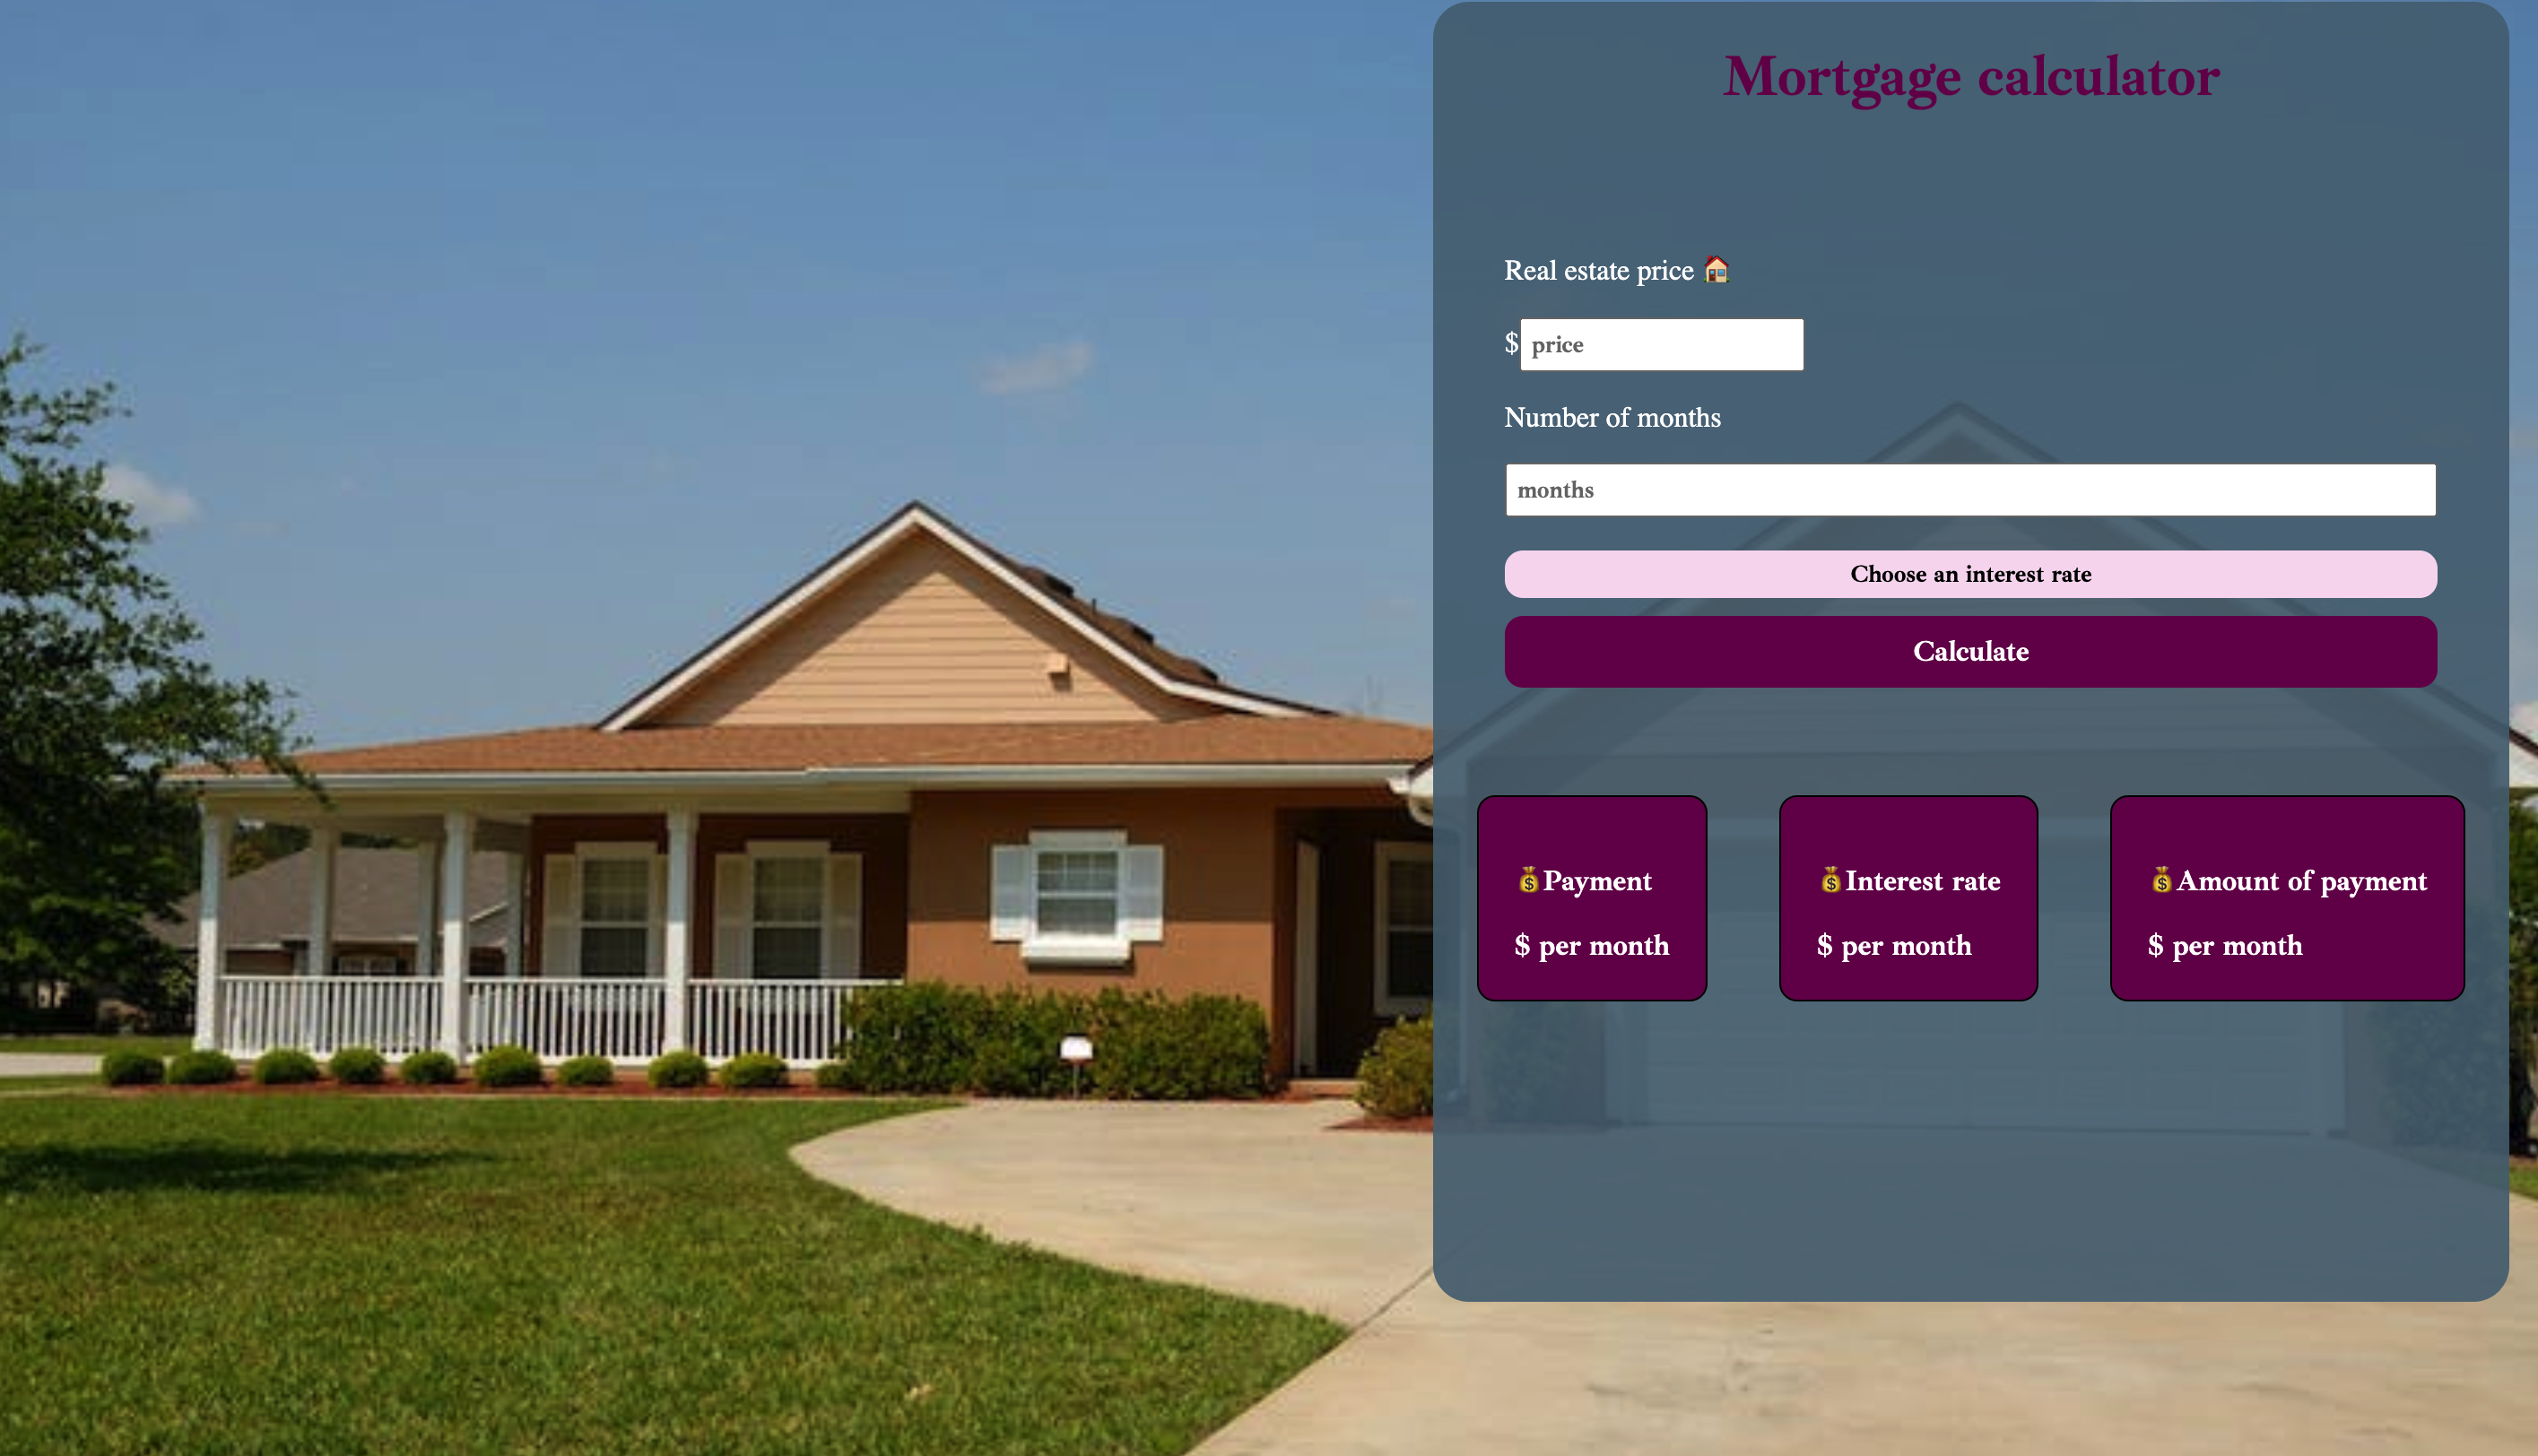 Mortgage calculator
Real estate price 🏠
$ price
Number of months
months
Choose an interest rate
Calculate
💰Payment
$ per month
💰Interest rate
$ per month
💰Amount of payment
$ per month